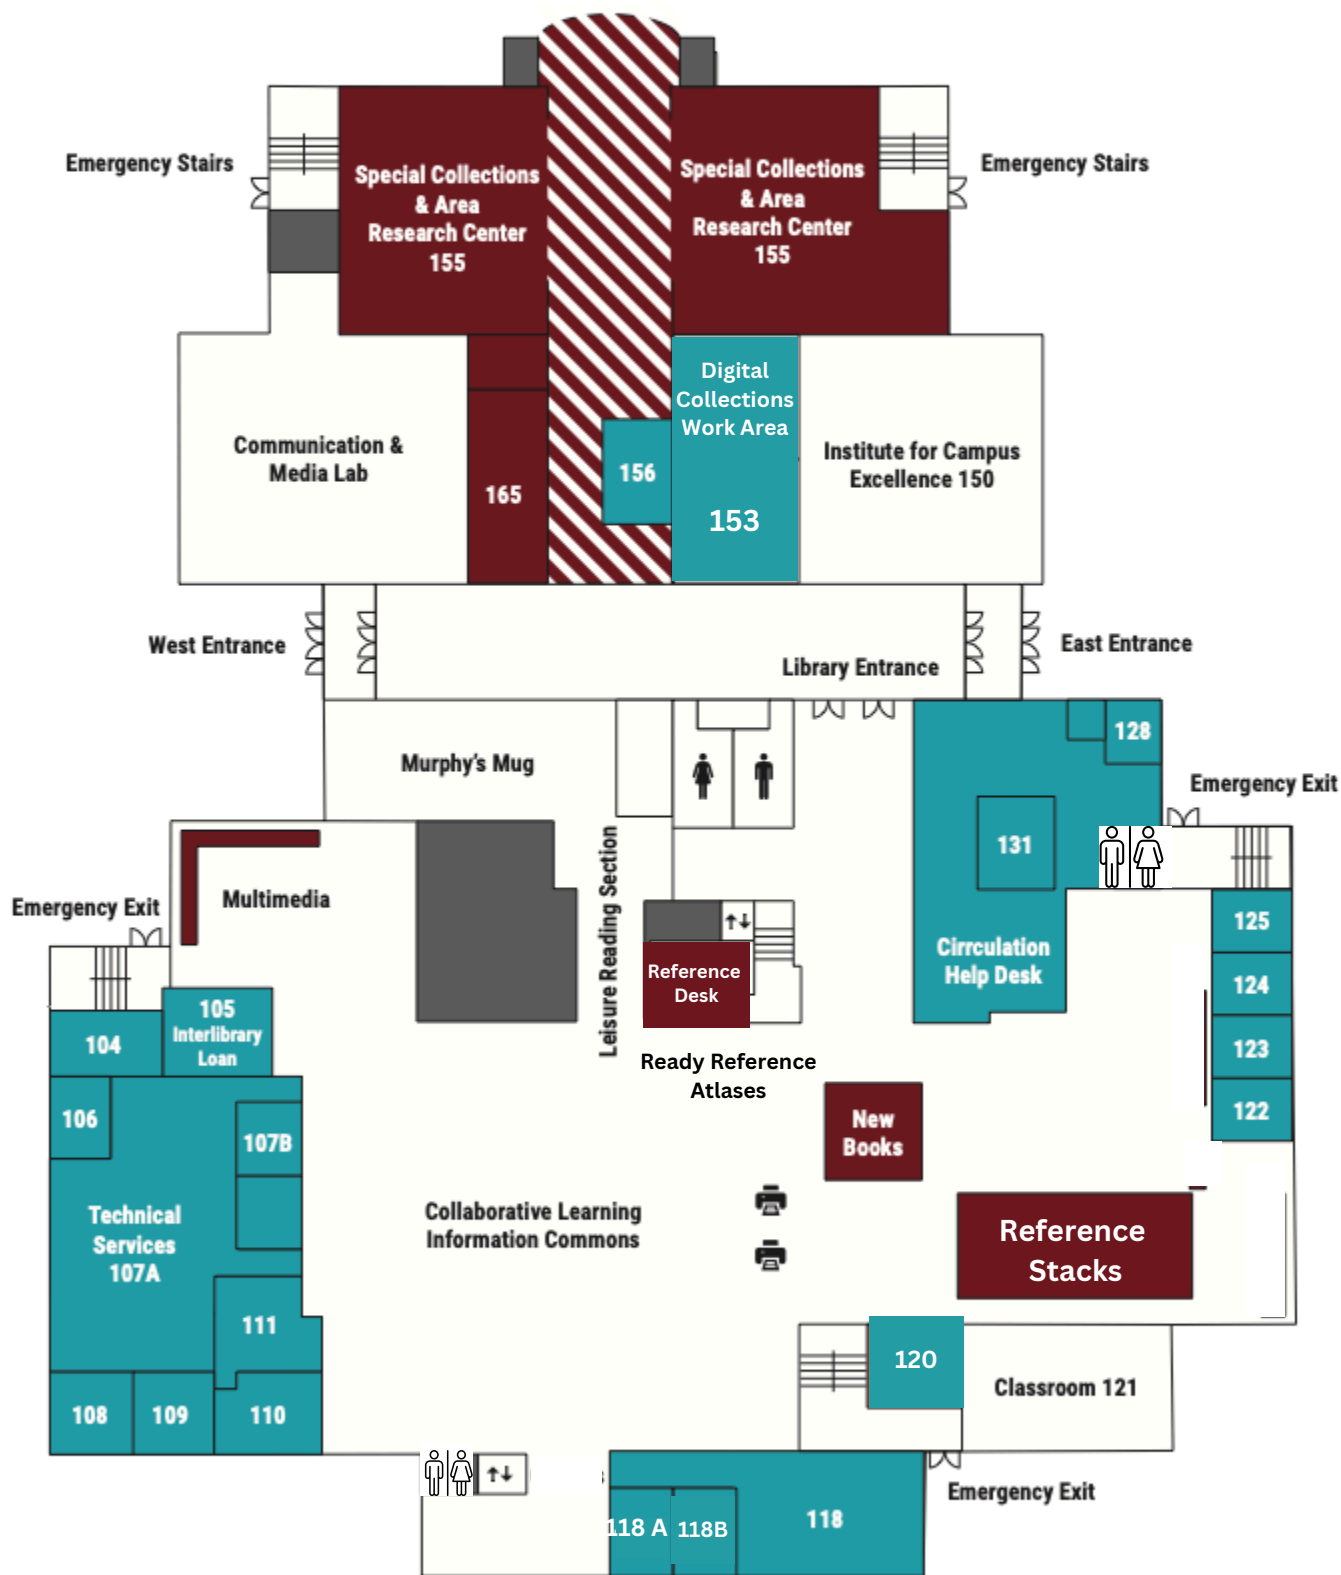 Emergency Stairs
Special Collections
& Area
Research Center
155
Special Collections
& Area
Research Center
155
Emergency Stairs
Communication &
Media Lab
165
156
Digital
Collections
Work Area
153
Institute for Campus
Excellence 150
West Entrance
Library Entrance
East Entrance
Murphy's Mug
128
Emergency Exit
131
Multimedia
Emergency Exit
Leisure Reading Section
Reference
Desk
Cirrculation
Help Desk
125
124
123
122
105
Interlibrary
Loan
104
Ready Reference
Atlases
106
107B
New
Books
Technical
Services
107A
Collaborative Learning
Information Commons
Reference
Stacks
111
120
Classroom 121
108
109
110
118 A
118B
118
Emergency Exit